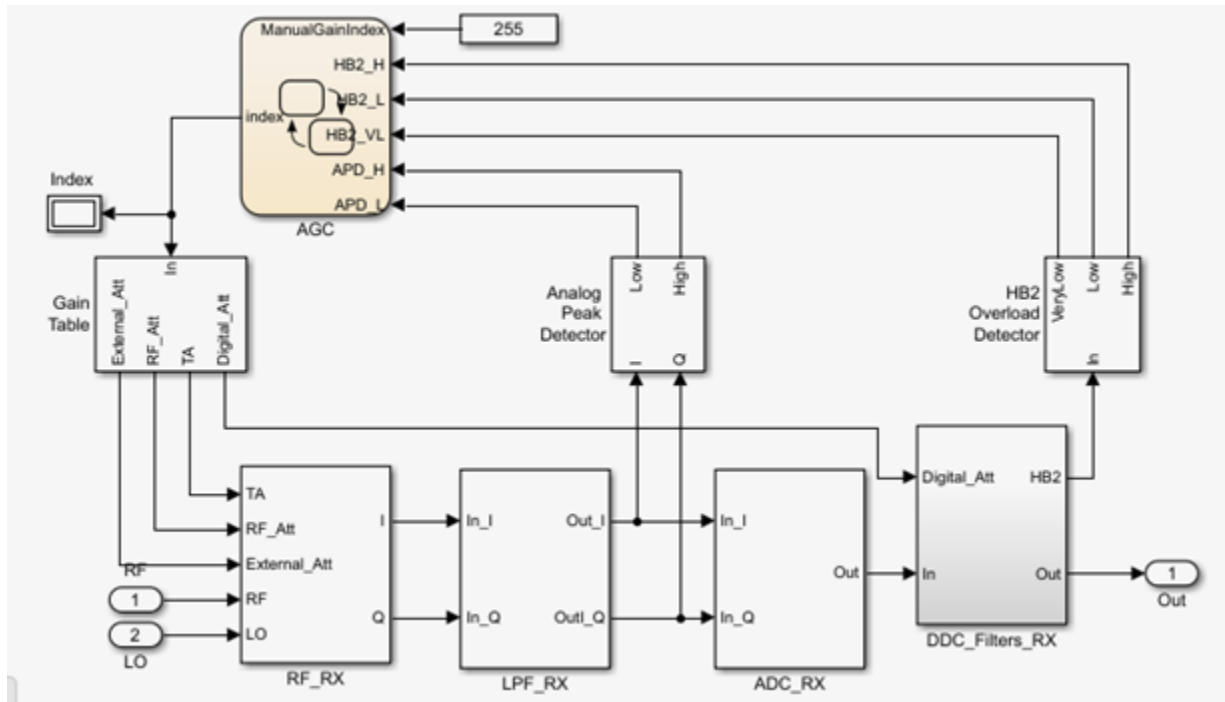 ManualGainIndex
255
HB2_H
HB2_L
index
HB2_VL
APD_H
APD_L
AGC
Index
Gain
Table
In
External_Att
RF_Att
TA
Digital_Att
Analog
Peak
Detector
Low
High
I
Q
HB2
Overload
Detector
VeryLow
Low
High
In
TA
RF_Att
External_Att
RF
LO
I
Q
RF_RX
RF
1
2
LO
In_I
In_Q
Out_I
OutI_Q
LPF_RX
In_I
In_Q
Out
ADC_RX
Digital_Att
HB2
In
Out
DDC_Filters_RX
1
Out